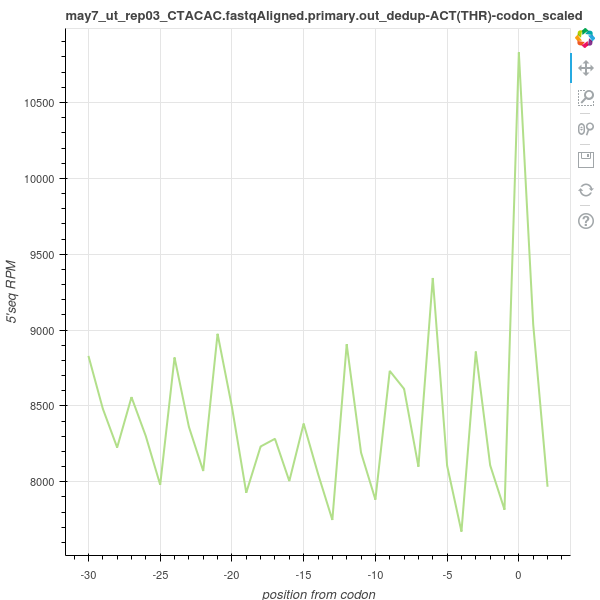 may7_ut_rep03_CTACAC.fastqAligned.primary.out_dedup-ACT(THR)-codon_scaled
10500
10000
9500
9000
8500
8000
5'seq RPM
-30 -25 -20 -15 -10 -5 0
position from codon